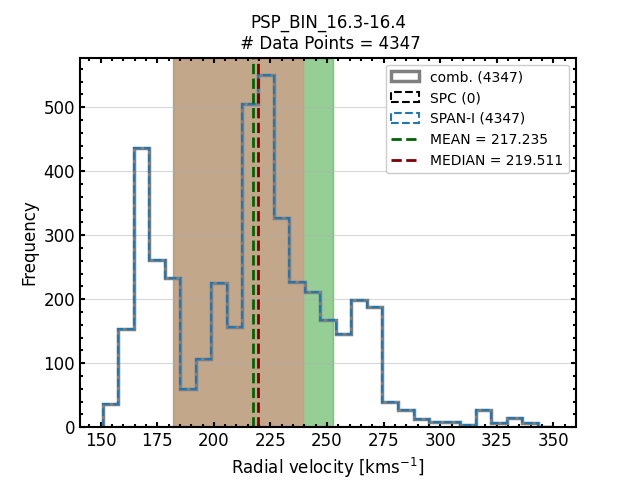 PSP_BIN_16.3-16.4
# Data Points = 4347
comb. (4347)
SPC (0)
SPAN-I (4347)
MEAN = 217.235
MEDIAN = 219.511
Frequency
500
400
300
200
100
0
150 175 200 225 250 275 300 325 350
Radial velocity [kms⁻¹]